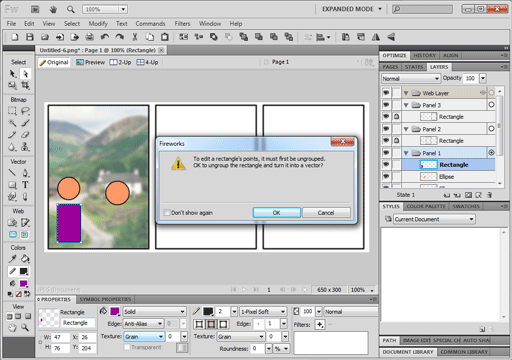 Fw
100%
EXPANDED MODE
File Edit View Select Modify Text Commands Filters Window Help
Untitled-6.png* : Page 1 @ 100% (Rectangle)
Original Preview 2-Up 4-Up Page 1
Select
Bitmap
Vector
Web
Colors
View
OPTIMIZE HISTORY ALIGN
PAGES STATES LAYERS
Normal Opacity 100
Web Layer
Panel 3
Rectangle
Panel 2
Rectangle
Panel 1
Rectangle
Ellipse
State 1
STYLES COLOR PALETTE SWATCHES
Current Document
PATH IMAGE EDIT SPECIAL CH AUTO SHA
Fireworks
To edit a rectangle's points, it must first be ungrouped.
OK to ungroup the rectangle and turn it into a vector?
Don't show again
OK Cancel
1 650 x 300 100%
PROPERTIES SYMBOL PROPERTIES
Rectangle
Rectangle
W: 47 X: 26
H: 76 Y: 204
Solid
Edge: Anti-Alias 0
Texture: Grain 0
Transparent
2 1-Pixel Soft
Edge: 1
Texture: Grain 0
Roundness: 0 %
100 Normal
Filters: